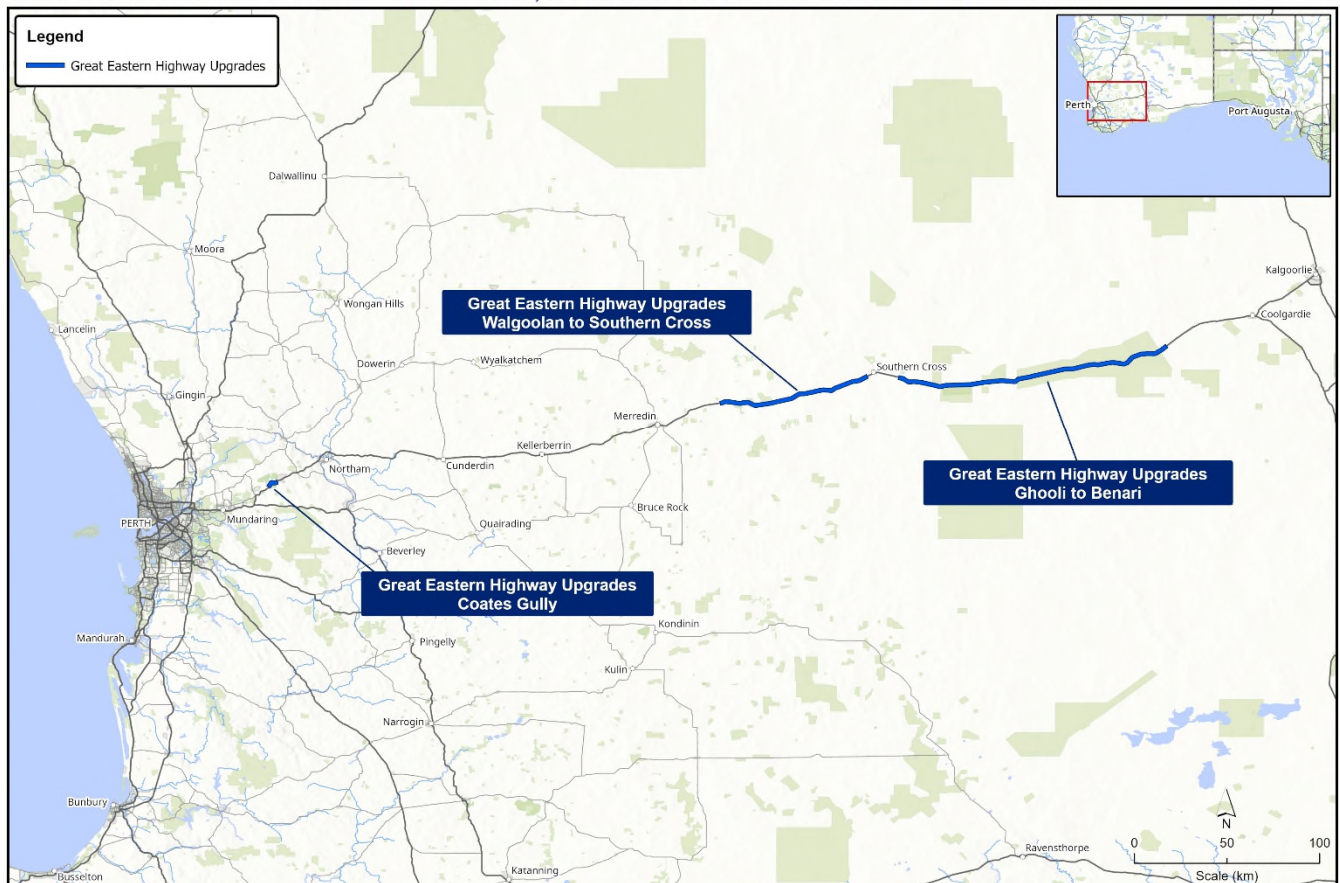 Legend
Great Eastern Highway Upgrades
Perth
Port Augusta
Dalwallinu
Moora
Kalgoorlie
Wongan Hills
Great Eastern Highway Upgrades
Walgoolan to Southern Cross
Coolgardie
Lancelin
Dowerin
Wyalkatchem
Southern Cross
Gingin
Merredin
Kellerberrin
Northam
Cunderdin
Great Eastern Highway Upgrades
Ghooli to Benari
Bruce Rock
Mundaring
PERTH
Quairading
Beverley
Great Eastern Highway Upgrades
Coates Gully
Kondinin
Mandurah
Pingelly
Kulin
Narrogin
Bunbury
N
0
50
100
Ravensthorpe
Katanning
Busselton
Scale (km)